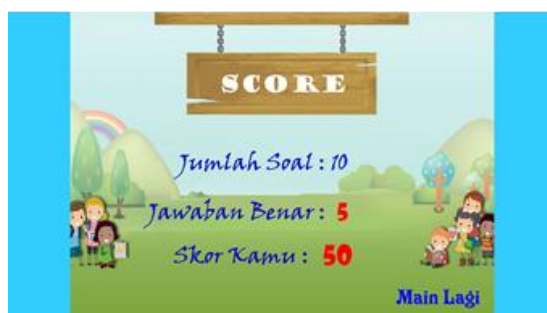 SCORE
Jumlah Soal : 10
Jawaban Benar : 5
Skor Kamu : 50
Main Lagi